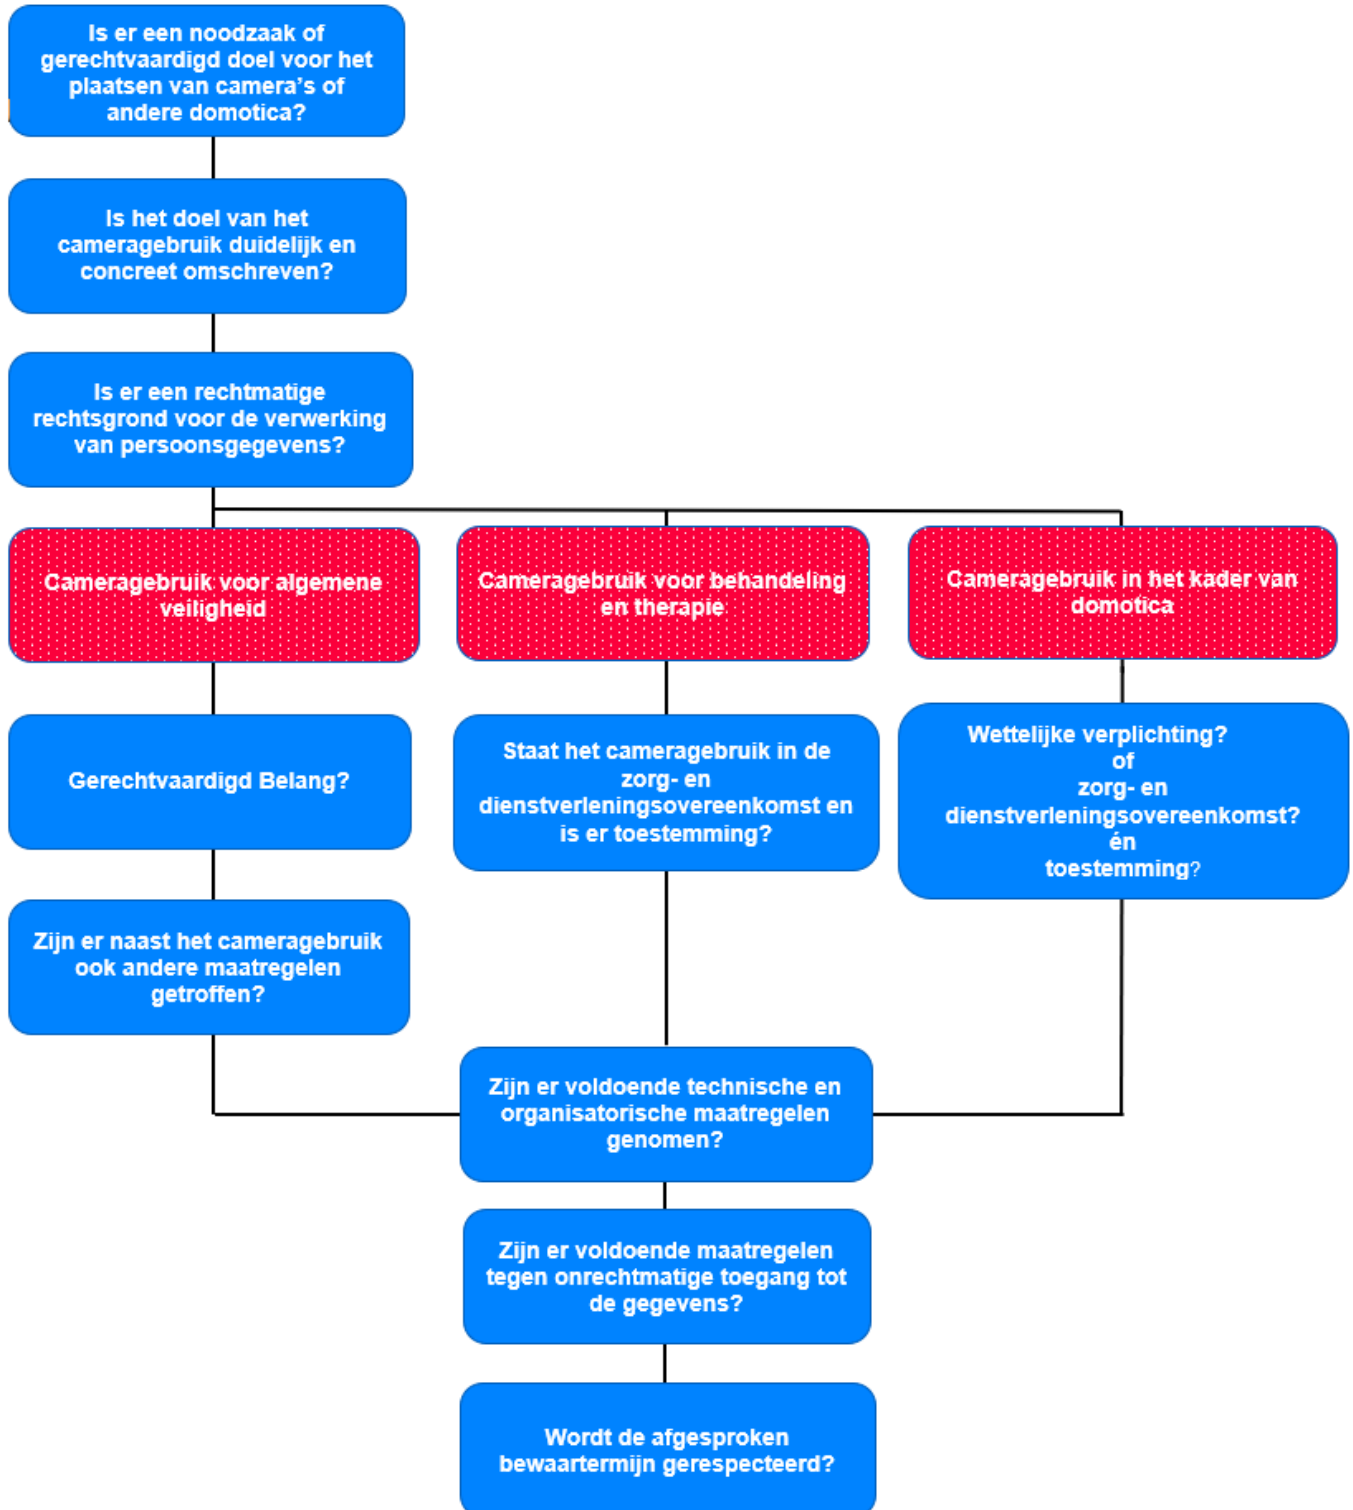 Is er een noodzaak of
gerechtvaardigd doel voor het
plaatsen van camera's of
andere domotica?
Is het doel van het
cameragebruik duidelijk en
concreet omschreven?
Is er een rechtmatige
rechtsgrond voor de verwerking
van persoonsgegevens?
Cameragebruik voor algemene
veiligheid
Cameragebruik voor behandeling
en therapie
Cameragebruik in het kader van
domotica
Gerechtvaardigd Belang?
Staat het cameragebruik in de
zorg- en
dienstverleningsovereenkomst en
is er toestemming?
Wettelijke verplichting?
of
zorg- en
dienstverleningsovereenkomst?
én
toestemming?
Zijn er naast het cameragebruik
ook andere maatregelen
getroffen?
Zijn er voldoende technische en
organisatorische maatregelen
genomen?
Zijn er voldoende maatregelen
tegen onrechtmatige toegang tot
de gegevens?
Wordt de afgesproken
bewaartermijn gerespecteerd?